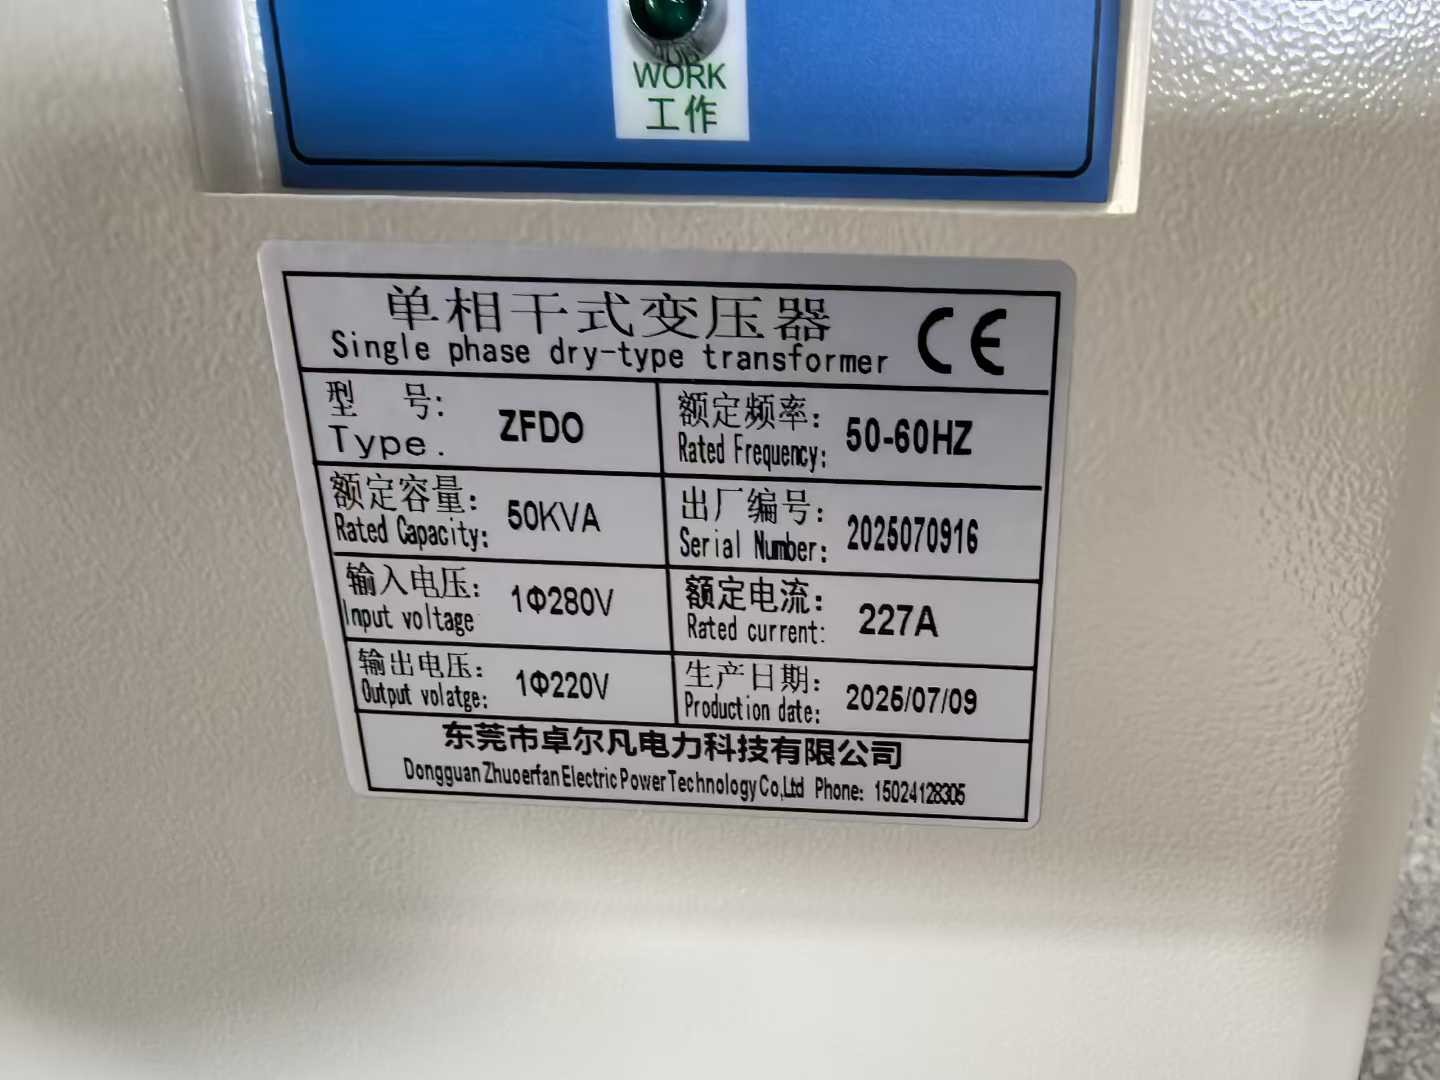 WORK
工作
单相干式变压器
Single phase dry-type transformer
CE
型 号:
Type.
ZFDO
额定频率:
Rated Frequency:
50-60HZ
额定容量:
Rated Capacity:
50KVA
出厂编号:
Serial Number:
2025070916
输入电压:
Input voltage
1Φ280V
额定电流:
Rated current:
227A
输出电压:
Output volatge:
1Φ220V
生产日期:
Production date:
2025/07/09
东莞市卓尔凡电力科技有限公司
Dongguan Zhuoerfan Electric Power Technology Co,Ltd Phone: 15024128305